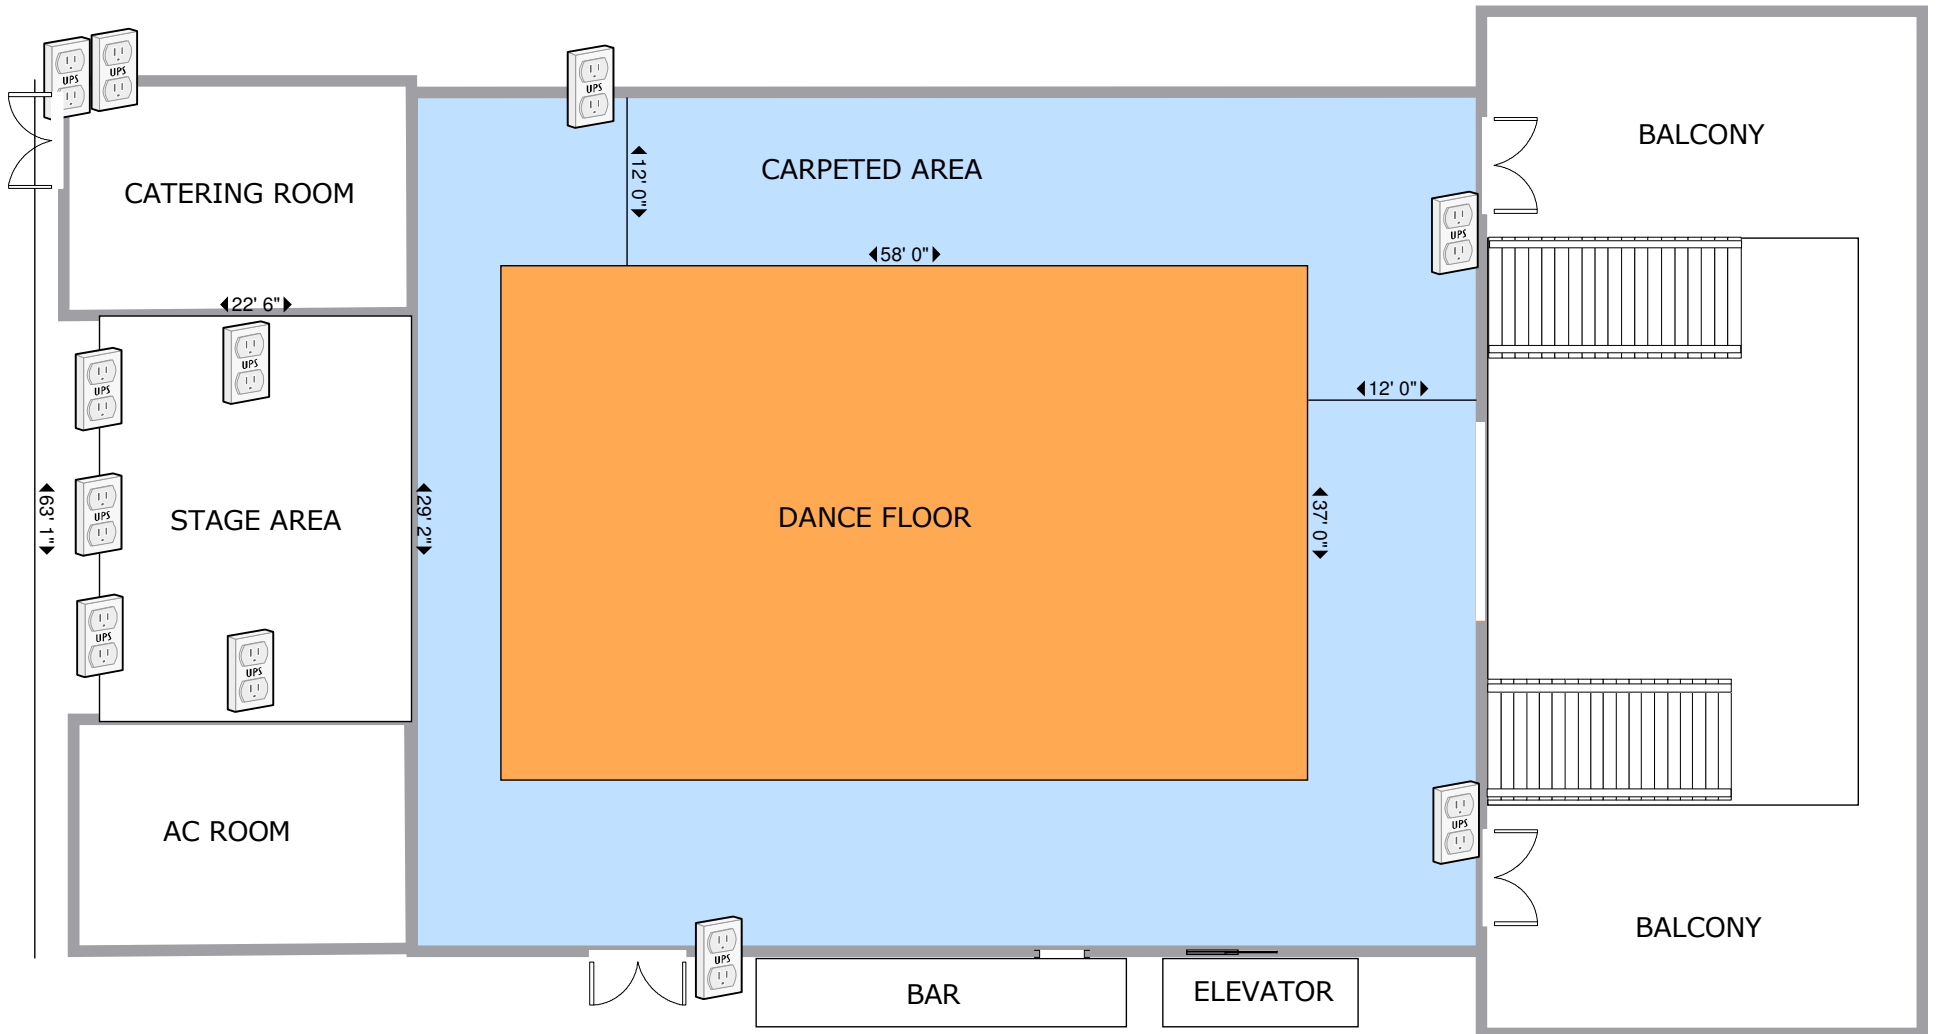 UPS
UPS
UPS
BALCONY
CARPETED AREA
12' 0"
CATERING ROOM
UPS
58' 0"
22' 6"
UPS
UPS
12' 0"
63' 1"
UPS
STAGE AREA
29' 2"
DANCE FLOOR
37' 0"
UPS
UPS
AC ROOM
UPS
BALCONY
UPS
BAR
ELEVATOR